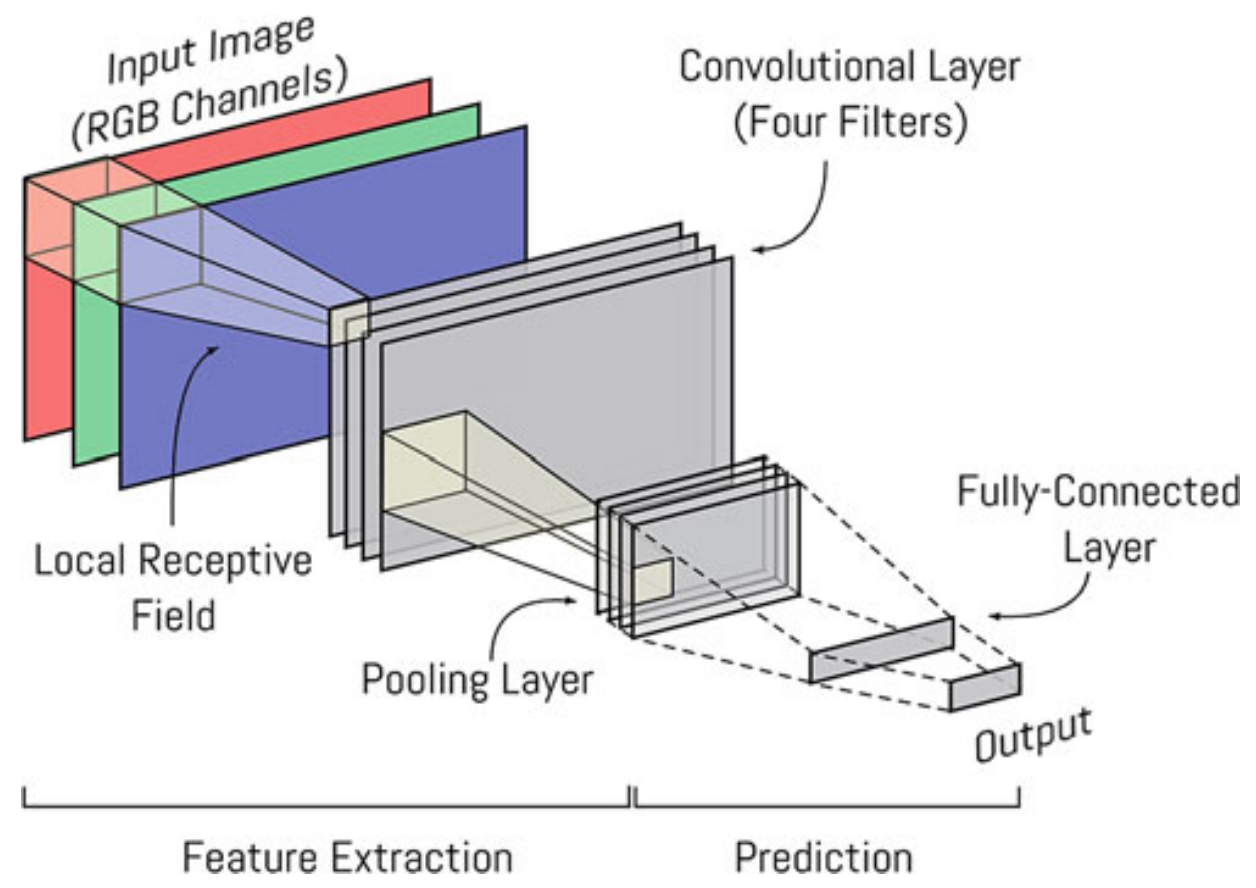 Input Image
(RGB Channels)
Convolutional Layer
(Four Filters)
Local Receptive
Field
Pooling Layer
Fully-Connected
Layer
Output
Feature Extraction
Prediction